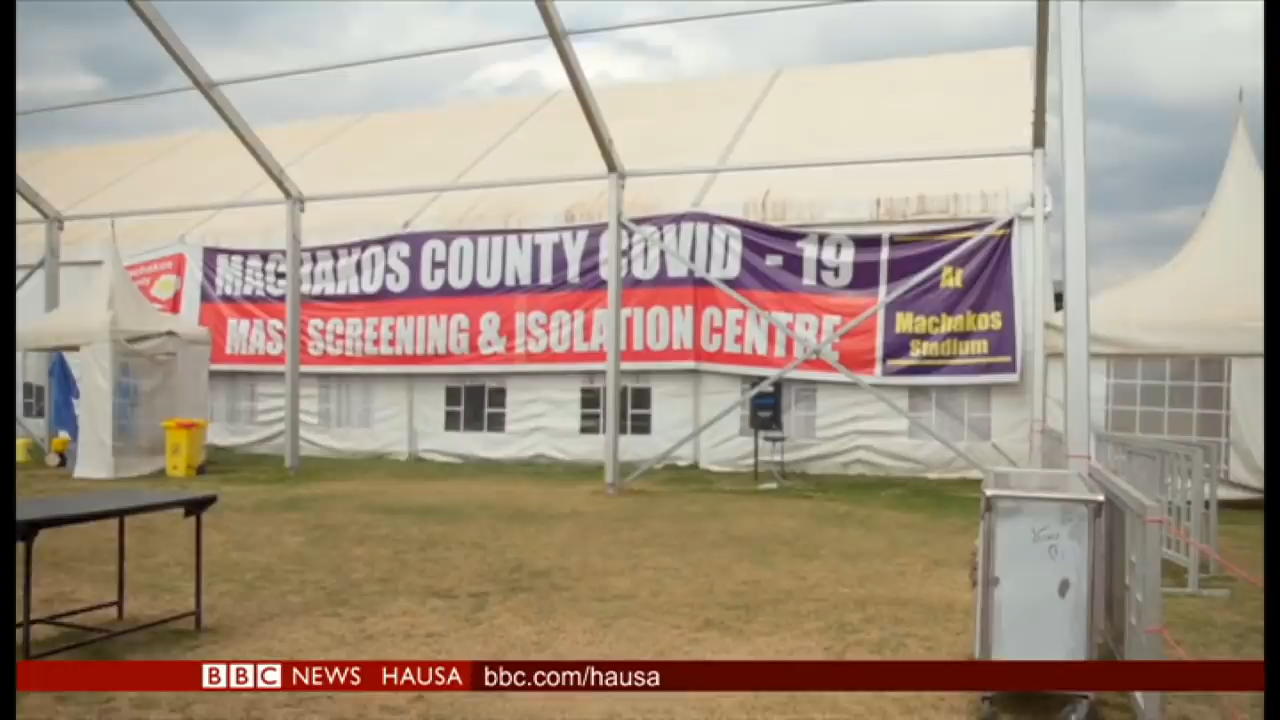 MACHAKOS COUNTY COVID - 19
MASS SCREENING & ISOLATION CENTRE
At
Machakos
Stadium
BBC NEWS HAUSA bbc.com/hausa